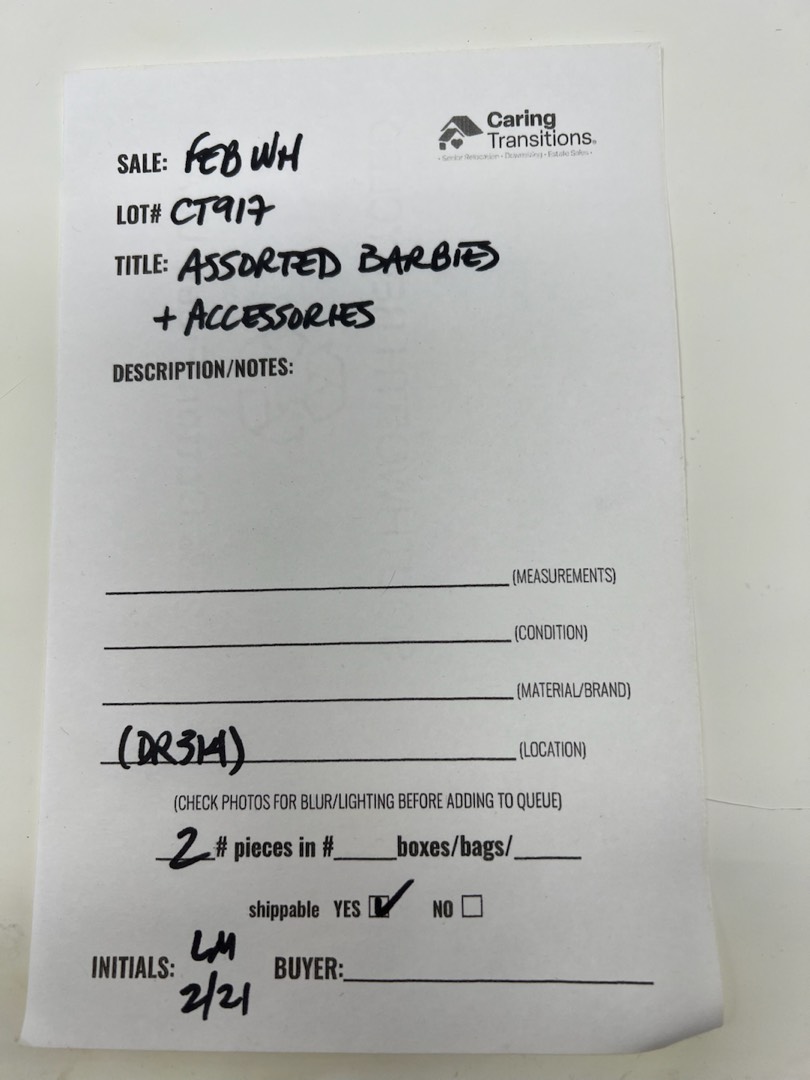 Caring
Transitions.
• Senior Relocation • Downsizing • Estate Sales •
SALE: FEB WH
LOT# CT917
TITLE: ASSORTED BARBIES
+ ACCESSORIES
DESCRIPTION/NOTES:
(MEASUREMENTS)
(CONDITION)
(MATERIAL/BRAND)
(LOCATION)
(CHECK PHOTOS FOR BLUR/LIGHTING BEFORE ADDING TO QUEUE)
2 # pieces in #____boxes/bags/____
shippable YES ☑ NO ☐
INITIALS: LM BUYER:
2/21